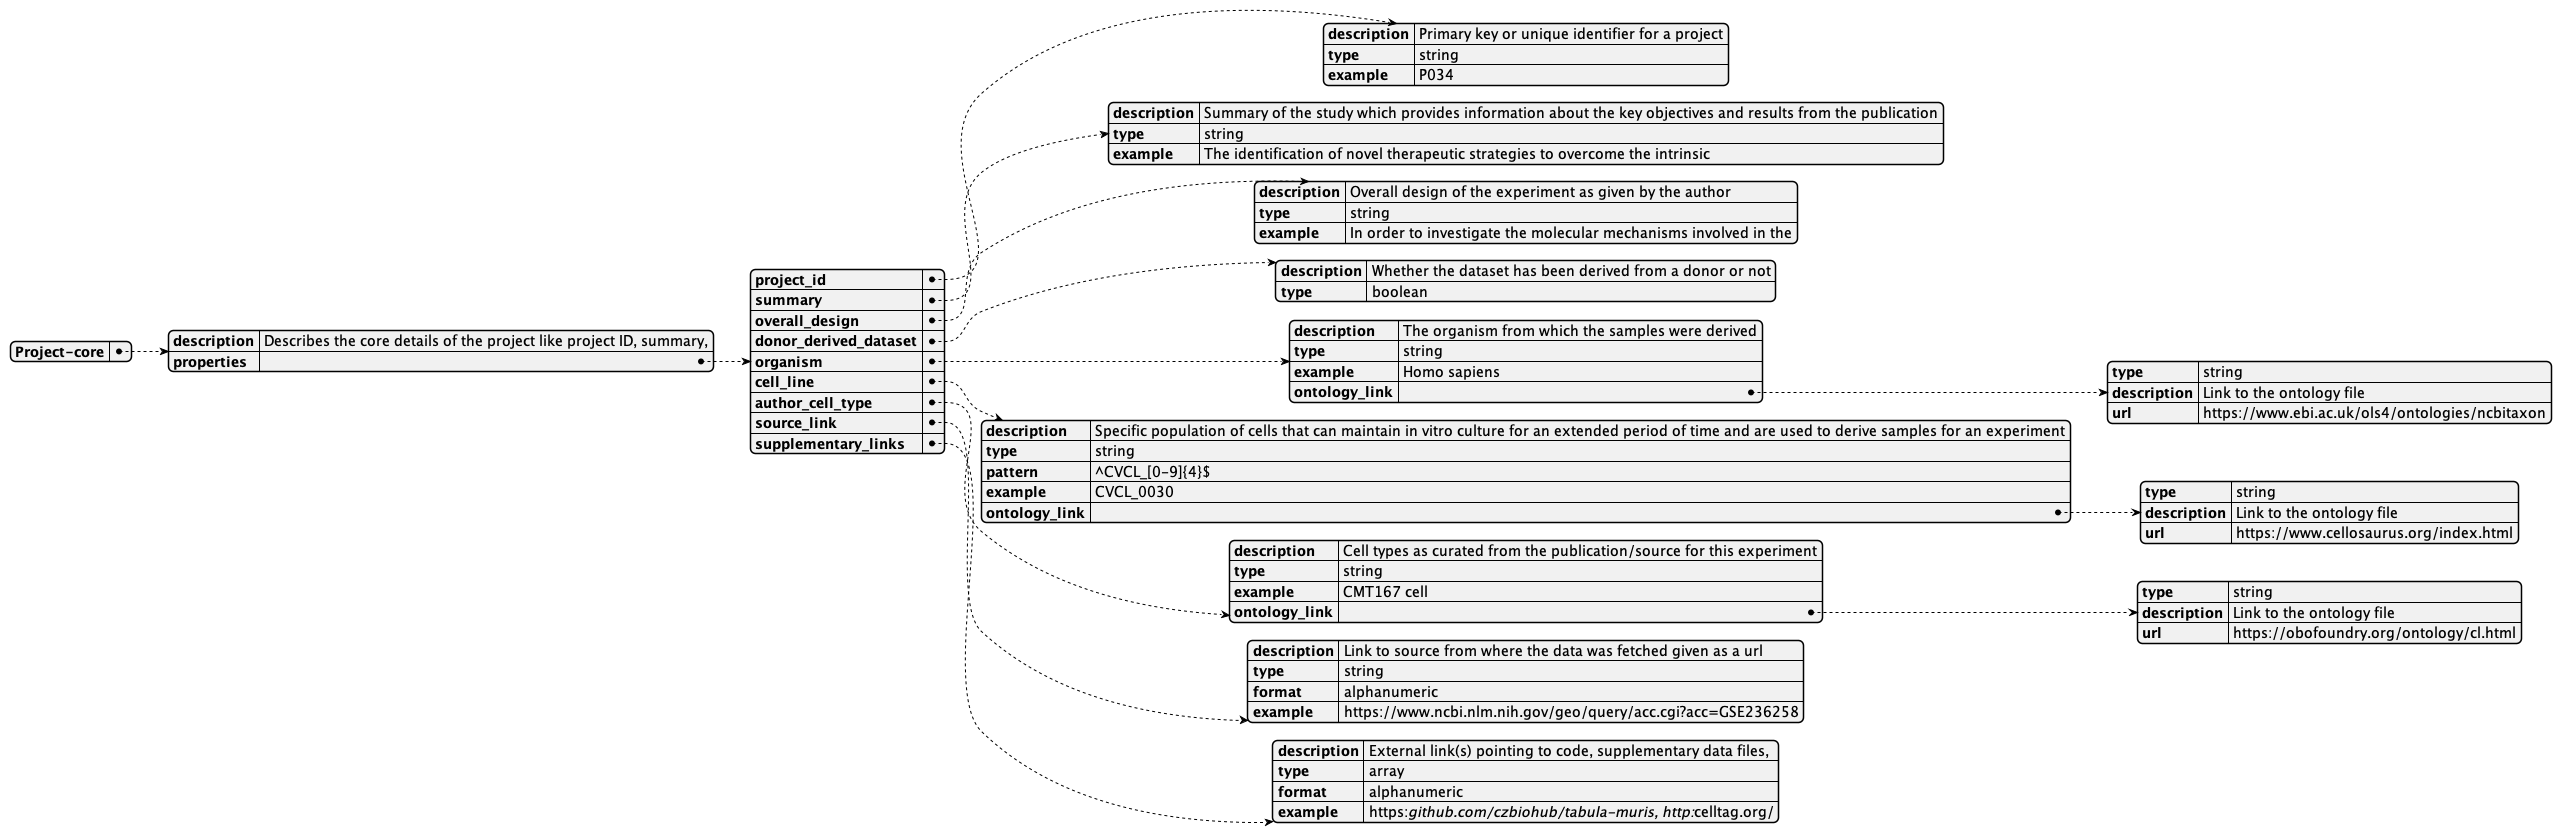 Project-core
description Describes the core details of the project like project ID, summary,
properties
project_id
summary
overall_design
donor_derived_dataset
organism
cell_line
author_cell_type
source_link
supplementary_links
description Primary key or unique identifier for a project
type string
example P034
description Summary of the study which provides information about the key objectives and results from the publication
type string
example The identification of novel therapeutic strategies to overcome the intrinsic
description Overall design of the experiment as given by the author
type string
example In order to investigate the molecular mechanisms involved in the
description Whether the dataset has been derived from a donor or not
type boolean
description The organism from which the samples were derived
type string
example Homo sapiens
ontology_link
type string
description Link to the ontology file
url https://www.ebi.ac.uk/ols4/ontologies/ncbitaxon
description Specific population of cells that can maintain in vitro culture for an extended period of time and are used to derive samples for an experiment
type string
pattern ^CVCL_[0-9]{4}$
example CVCL_0030
ontology_link
type string
description Link to the ontology file
url https://www.cellosaurus.org/index.html
description Cell types as curated from the publication/source for this experiment
type string
example CMT167 cell
ontology_link
type string
description Link to the ontology file
url https://obofoundry.org/ontology/cl.html
description Link to source from where the data was fetched given as a url
type string
format alphanumeric
example https://www.ncbi.nlm.nih.gov/geo/query/acc.cgi?acc=GSE236258
description External link(s) pointing to code, supplementary data files,
type array
format alphanumeric
example https:github.com/czbiohub/tabula-muris, http:celltag.org/